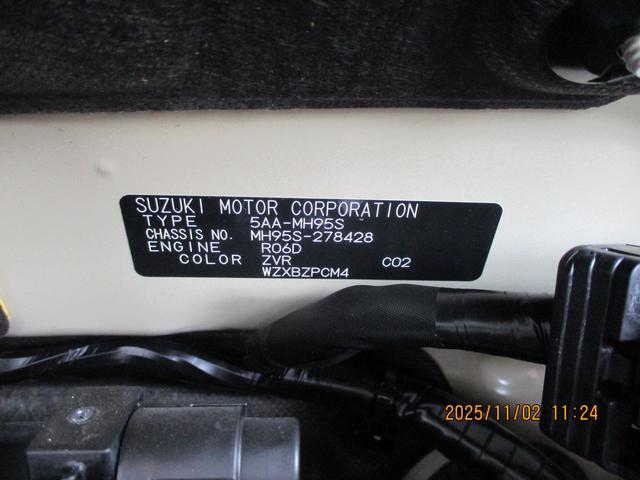 SUZUKI MOTOR CORPORATION
TYPE 5AA-MH95S
CHASSIS NO. MH95S-278428
ENGINE R06D
COLOR ZVR C02
WZXBZPCM4
2025/11/02 11:24